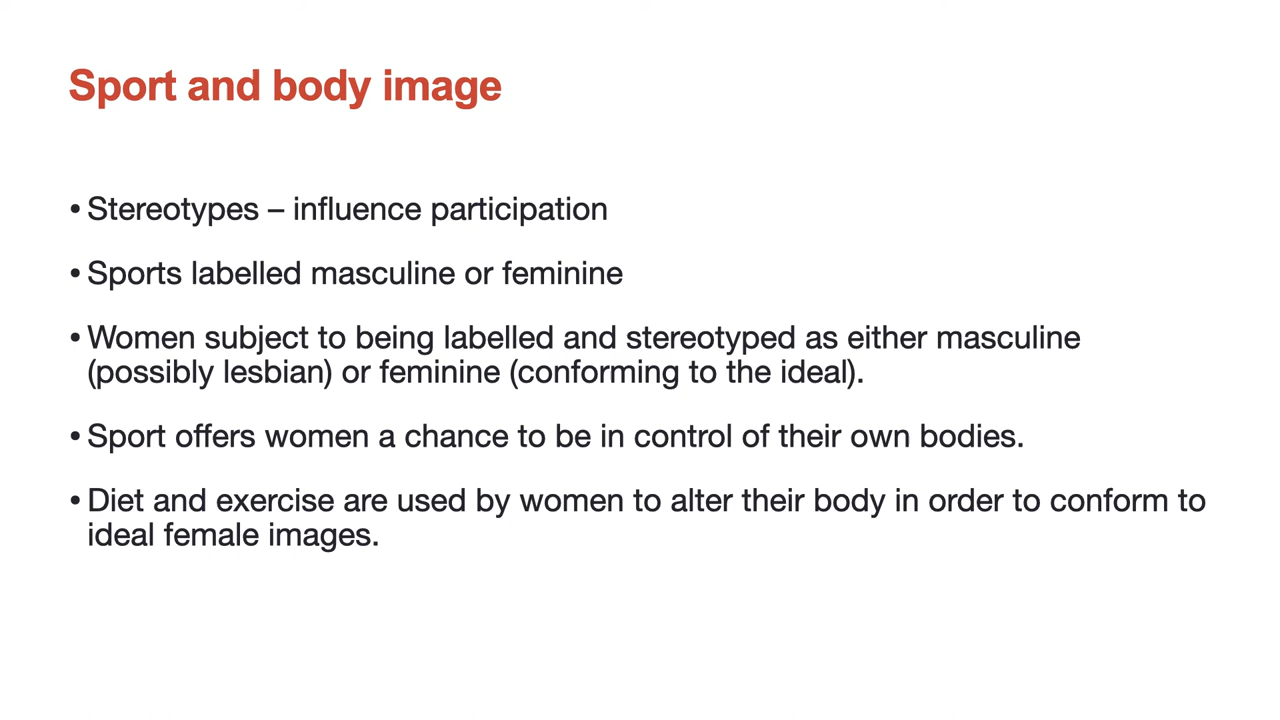 Sport and body image
• Stereotypes – influence participation
• Sports labelled masculine or feminine
• Women subject to being labelled and stereotyped as either masculine
(possibly lesbian) or feminine (conforming to the ideal).
• Sport offers women a chance to be in control of their own bodies.
• Diet and exercise are used by women to alter their body in order to conform to
ideal female images.